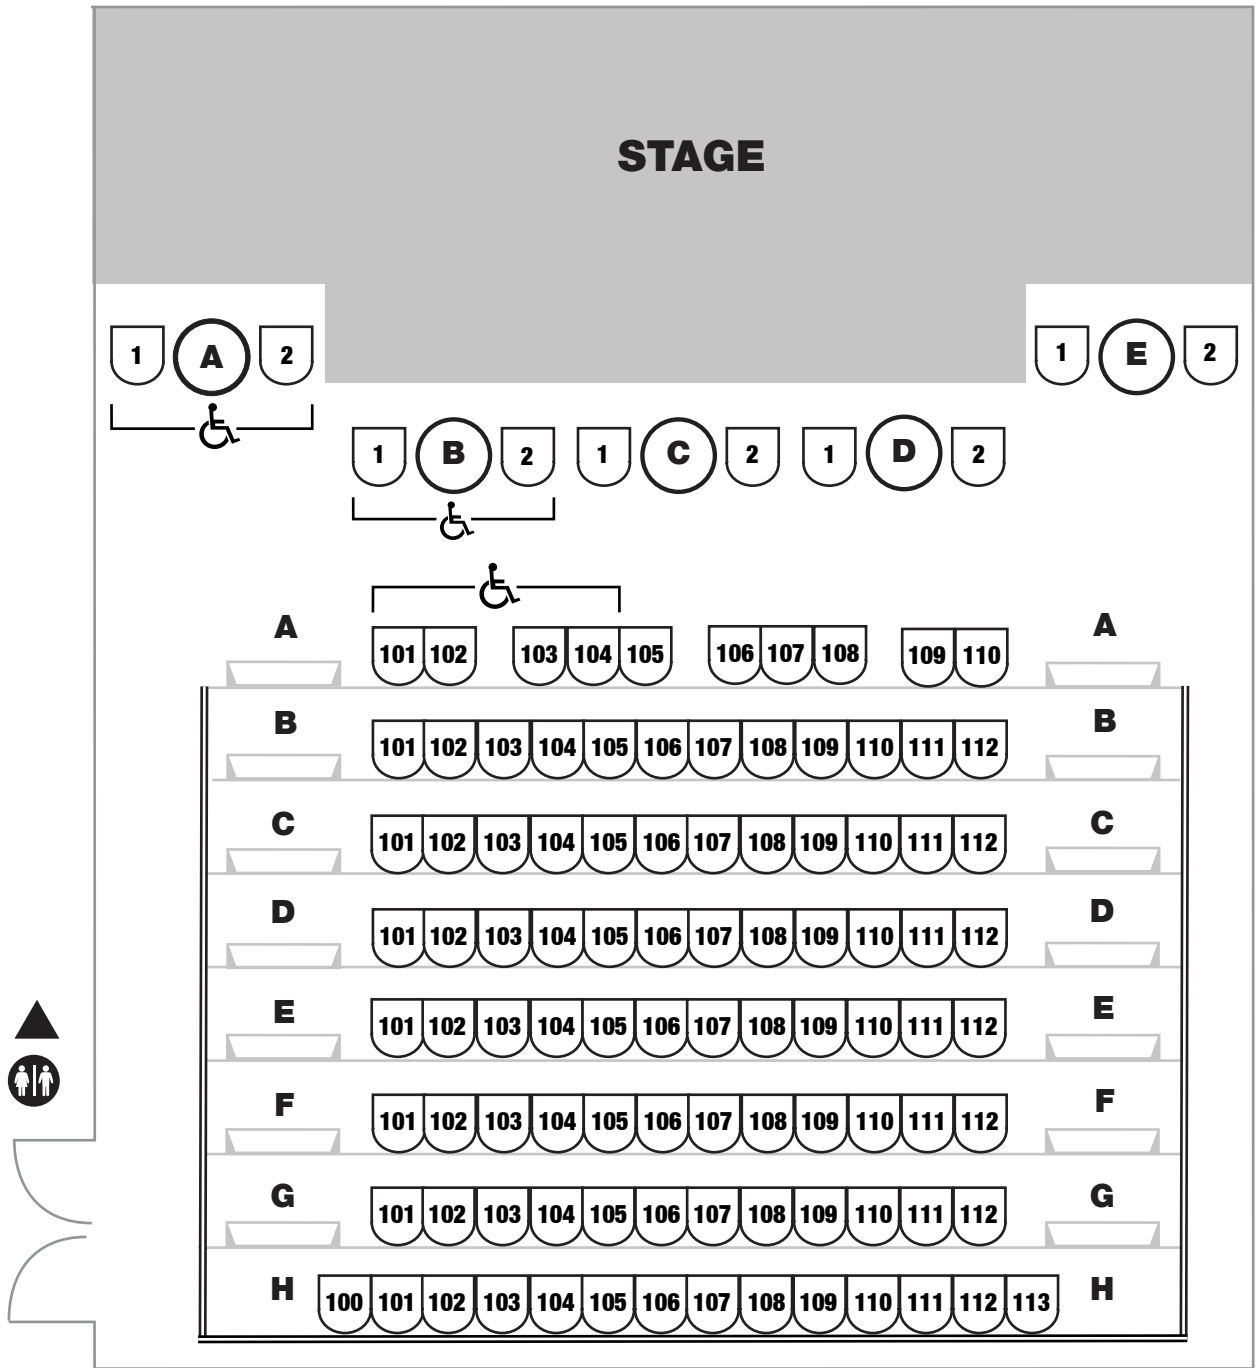 STAGE
1 A 2 1 E 2
1 B 2 1 C 2 1 D 2
A 101 102 103 104 105 106 107 108 109 110 A
B 101 102 103 104 105 106 107 108 109 110 111 112 B
C 101 102 103 104 105 106 107 108 109 110 111 112 C
D 101 102 103 104 105 106 107 108 109 110 111 112 D
E 101 102 103 104 105 106 107 108 109 110 111 112 E
F 101 102 103 104 105 106 107 108 109 110 111 112 F
G 101 102 103 104 105 106 107 108 109 110 111 112 G
H 100 101 102 103 104 105 106 107 108 109 110 111 112 113 H